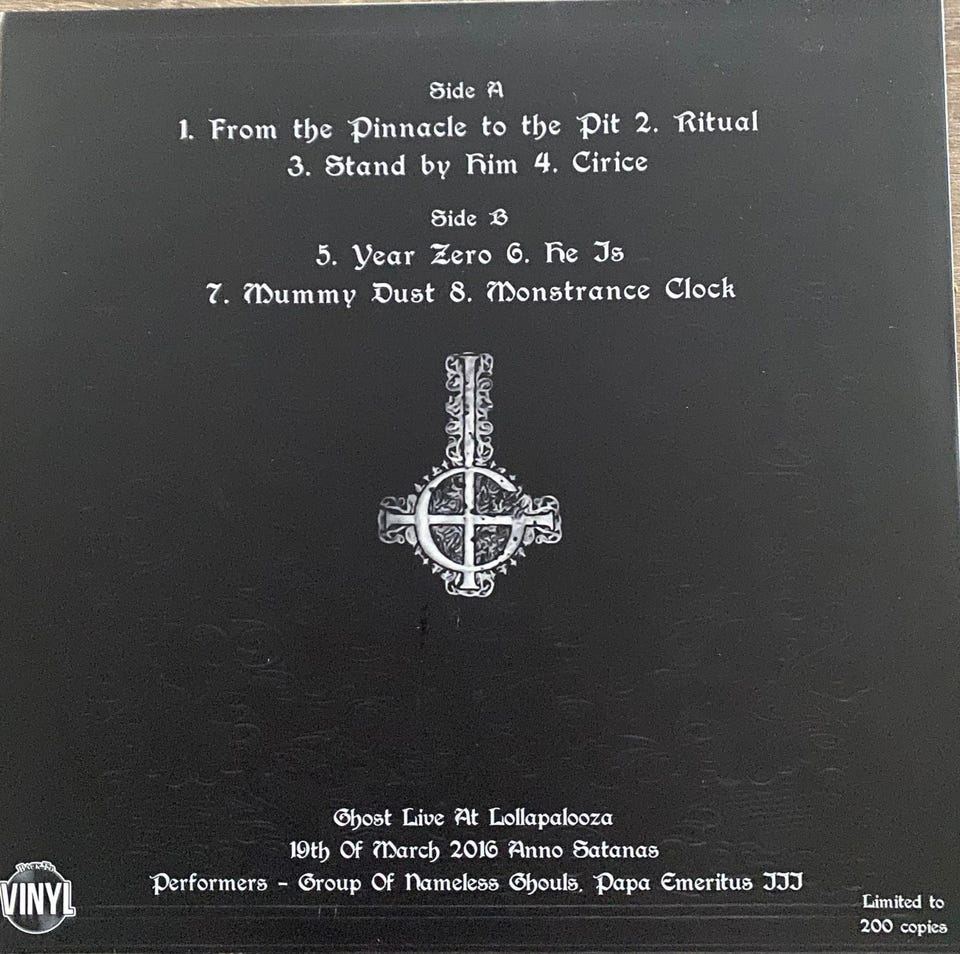 Side A
1. From the Pinnacle to the Pit 2. Ritual
3. Stand by Him 4. Cirice
Side B
5. Year Zero 6. He Is
7. Mummy Dust 8. Monstrance Clock
Ghost Live At Lollapalooza
19th Of March 2016 Anno Satanas
Performers - Group Of Nameless Ghouls. Papa Emeritus III
VINYL
Limited to
200 copies